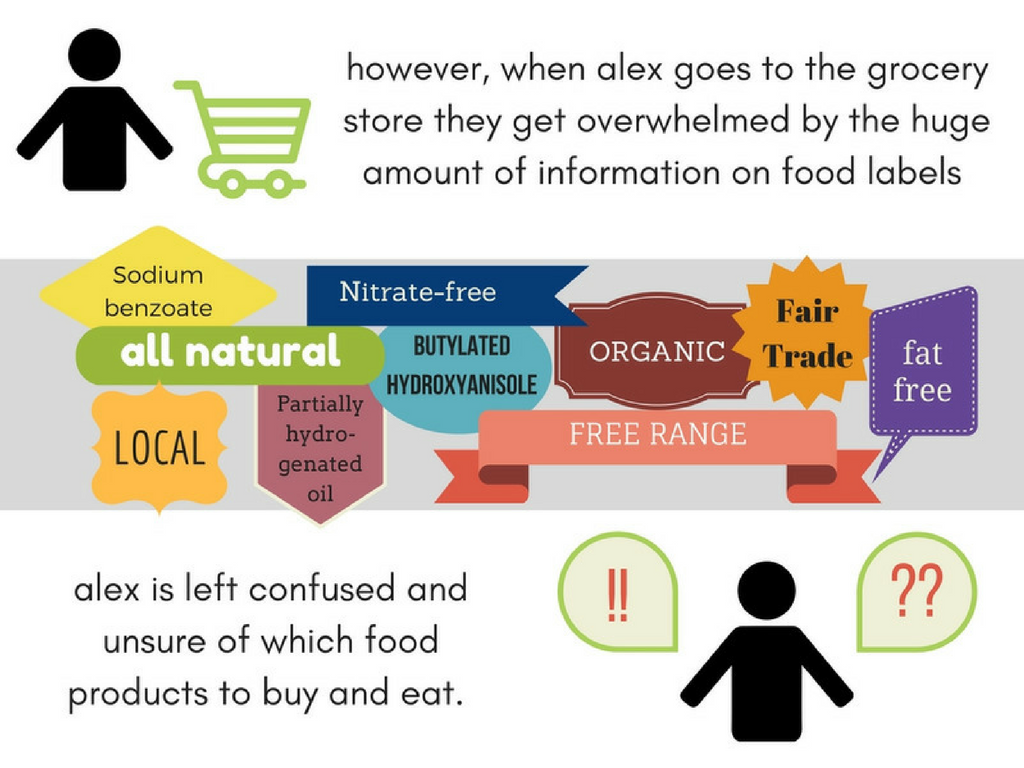 however, when alex goes to the grocery
store they get overwhelmed by the huge
amount of information on food labels
Sodium
benzoate
Nitrate-free
all natural
BUTYLATED
HYDROXYANISOLE
ORGANIC
Fair
Trade
fat
free
LOCAL
Partially
hydro-
genated
oil
FREE RANGE
alex is left confused and
unsure of which food
products to buy and eat.
!!
??